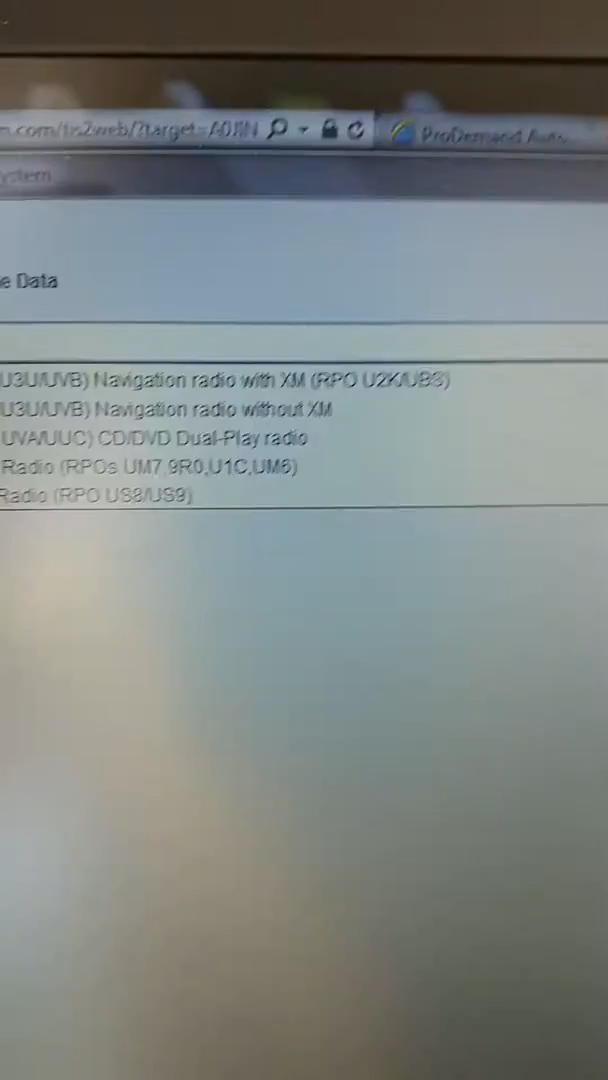 m.com/tis2web/?target=A0JIN
ProDemand Auto
ystem
e Data
U3U/UVB) Navigation radio with XM (RPO U2K/UBS)
U3U/UVB) Navigation radio without XM
UVA/UUC) CD/DVD Dual-Play radio
Radio (RPOs UM7,9R0,U1C,UM6)
Radio (RPO US8/US9)